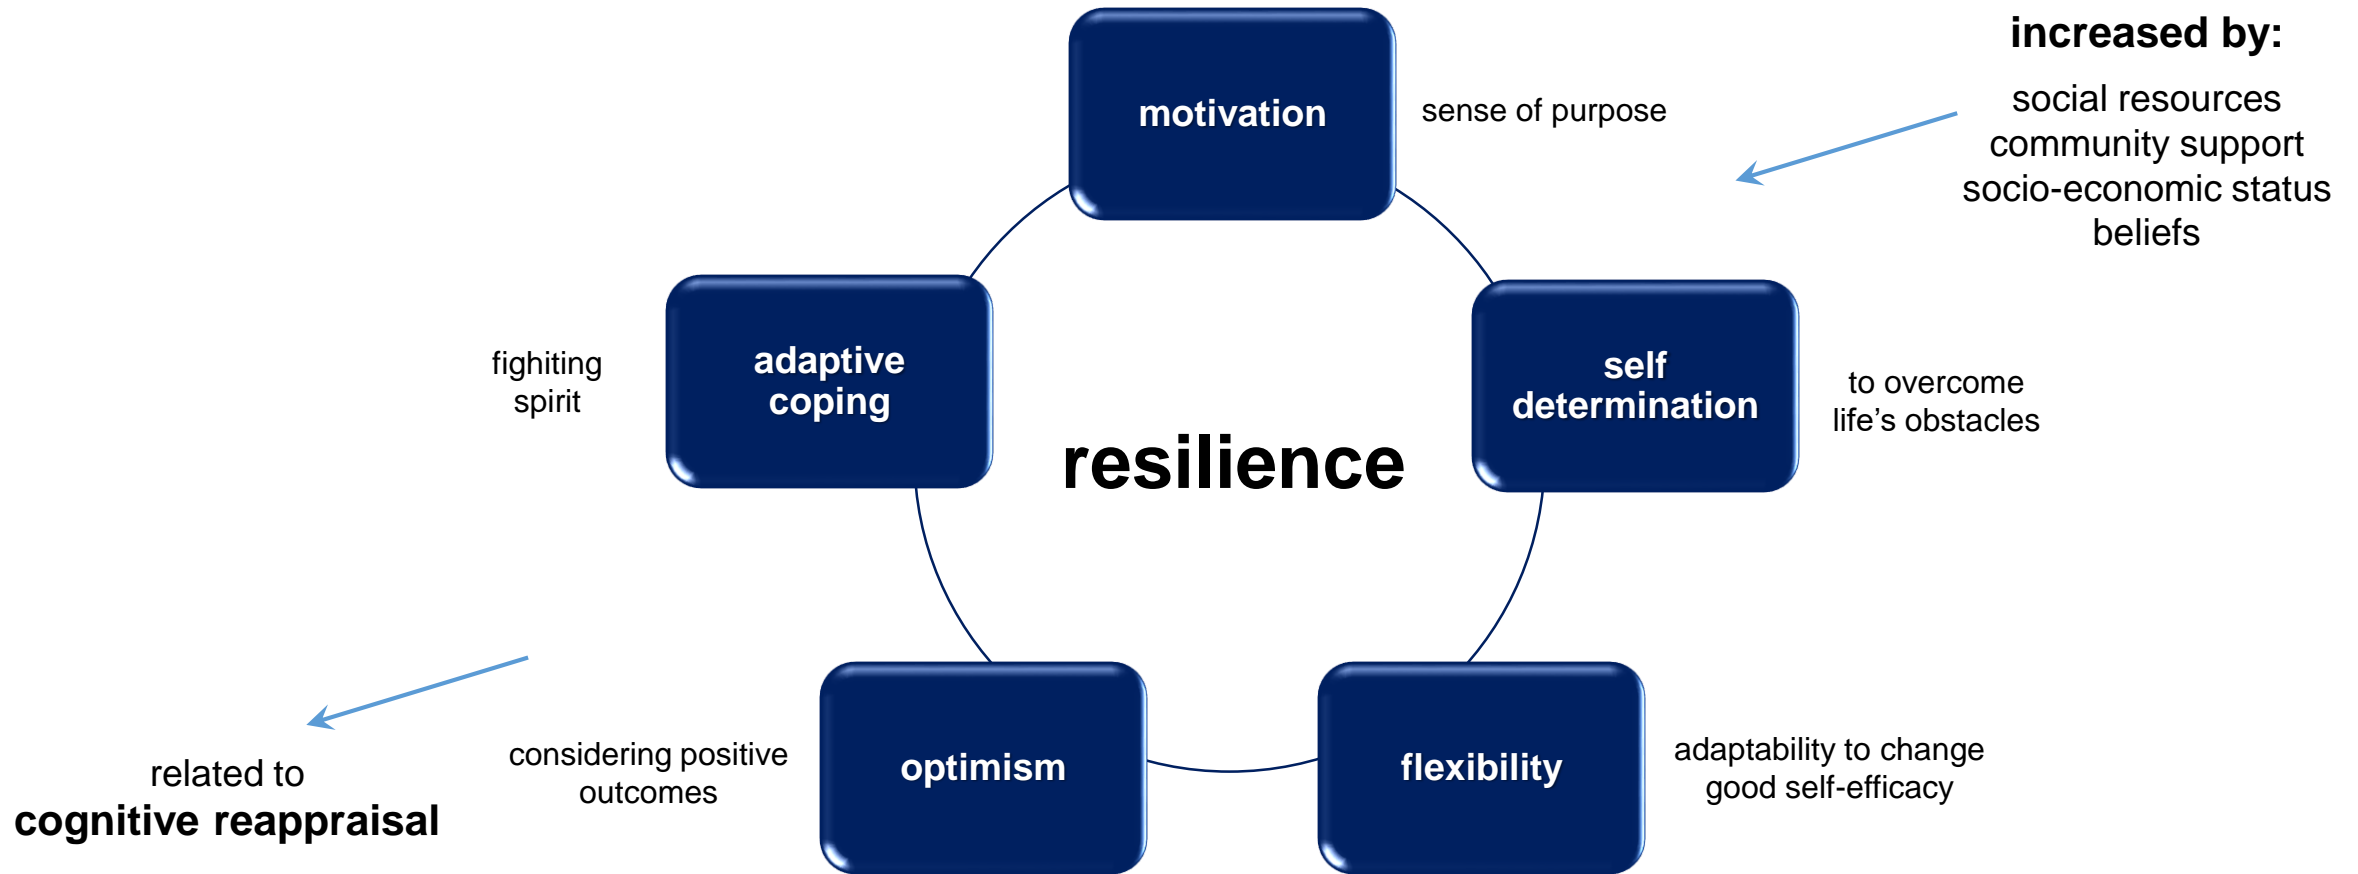 increased by:
social resources
community support
socio-economic status
beliefs
motivation
sense of purpose
fighiting
spirit
adaptive
coping
resilience
self
determination
to overcome
life’s obstacles
related to
cognitive reappraisal
considering positive
outcomes
optimism
flexibility
adaptability to change
good self-efficacy